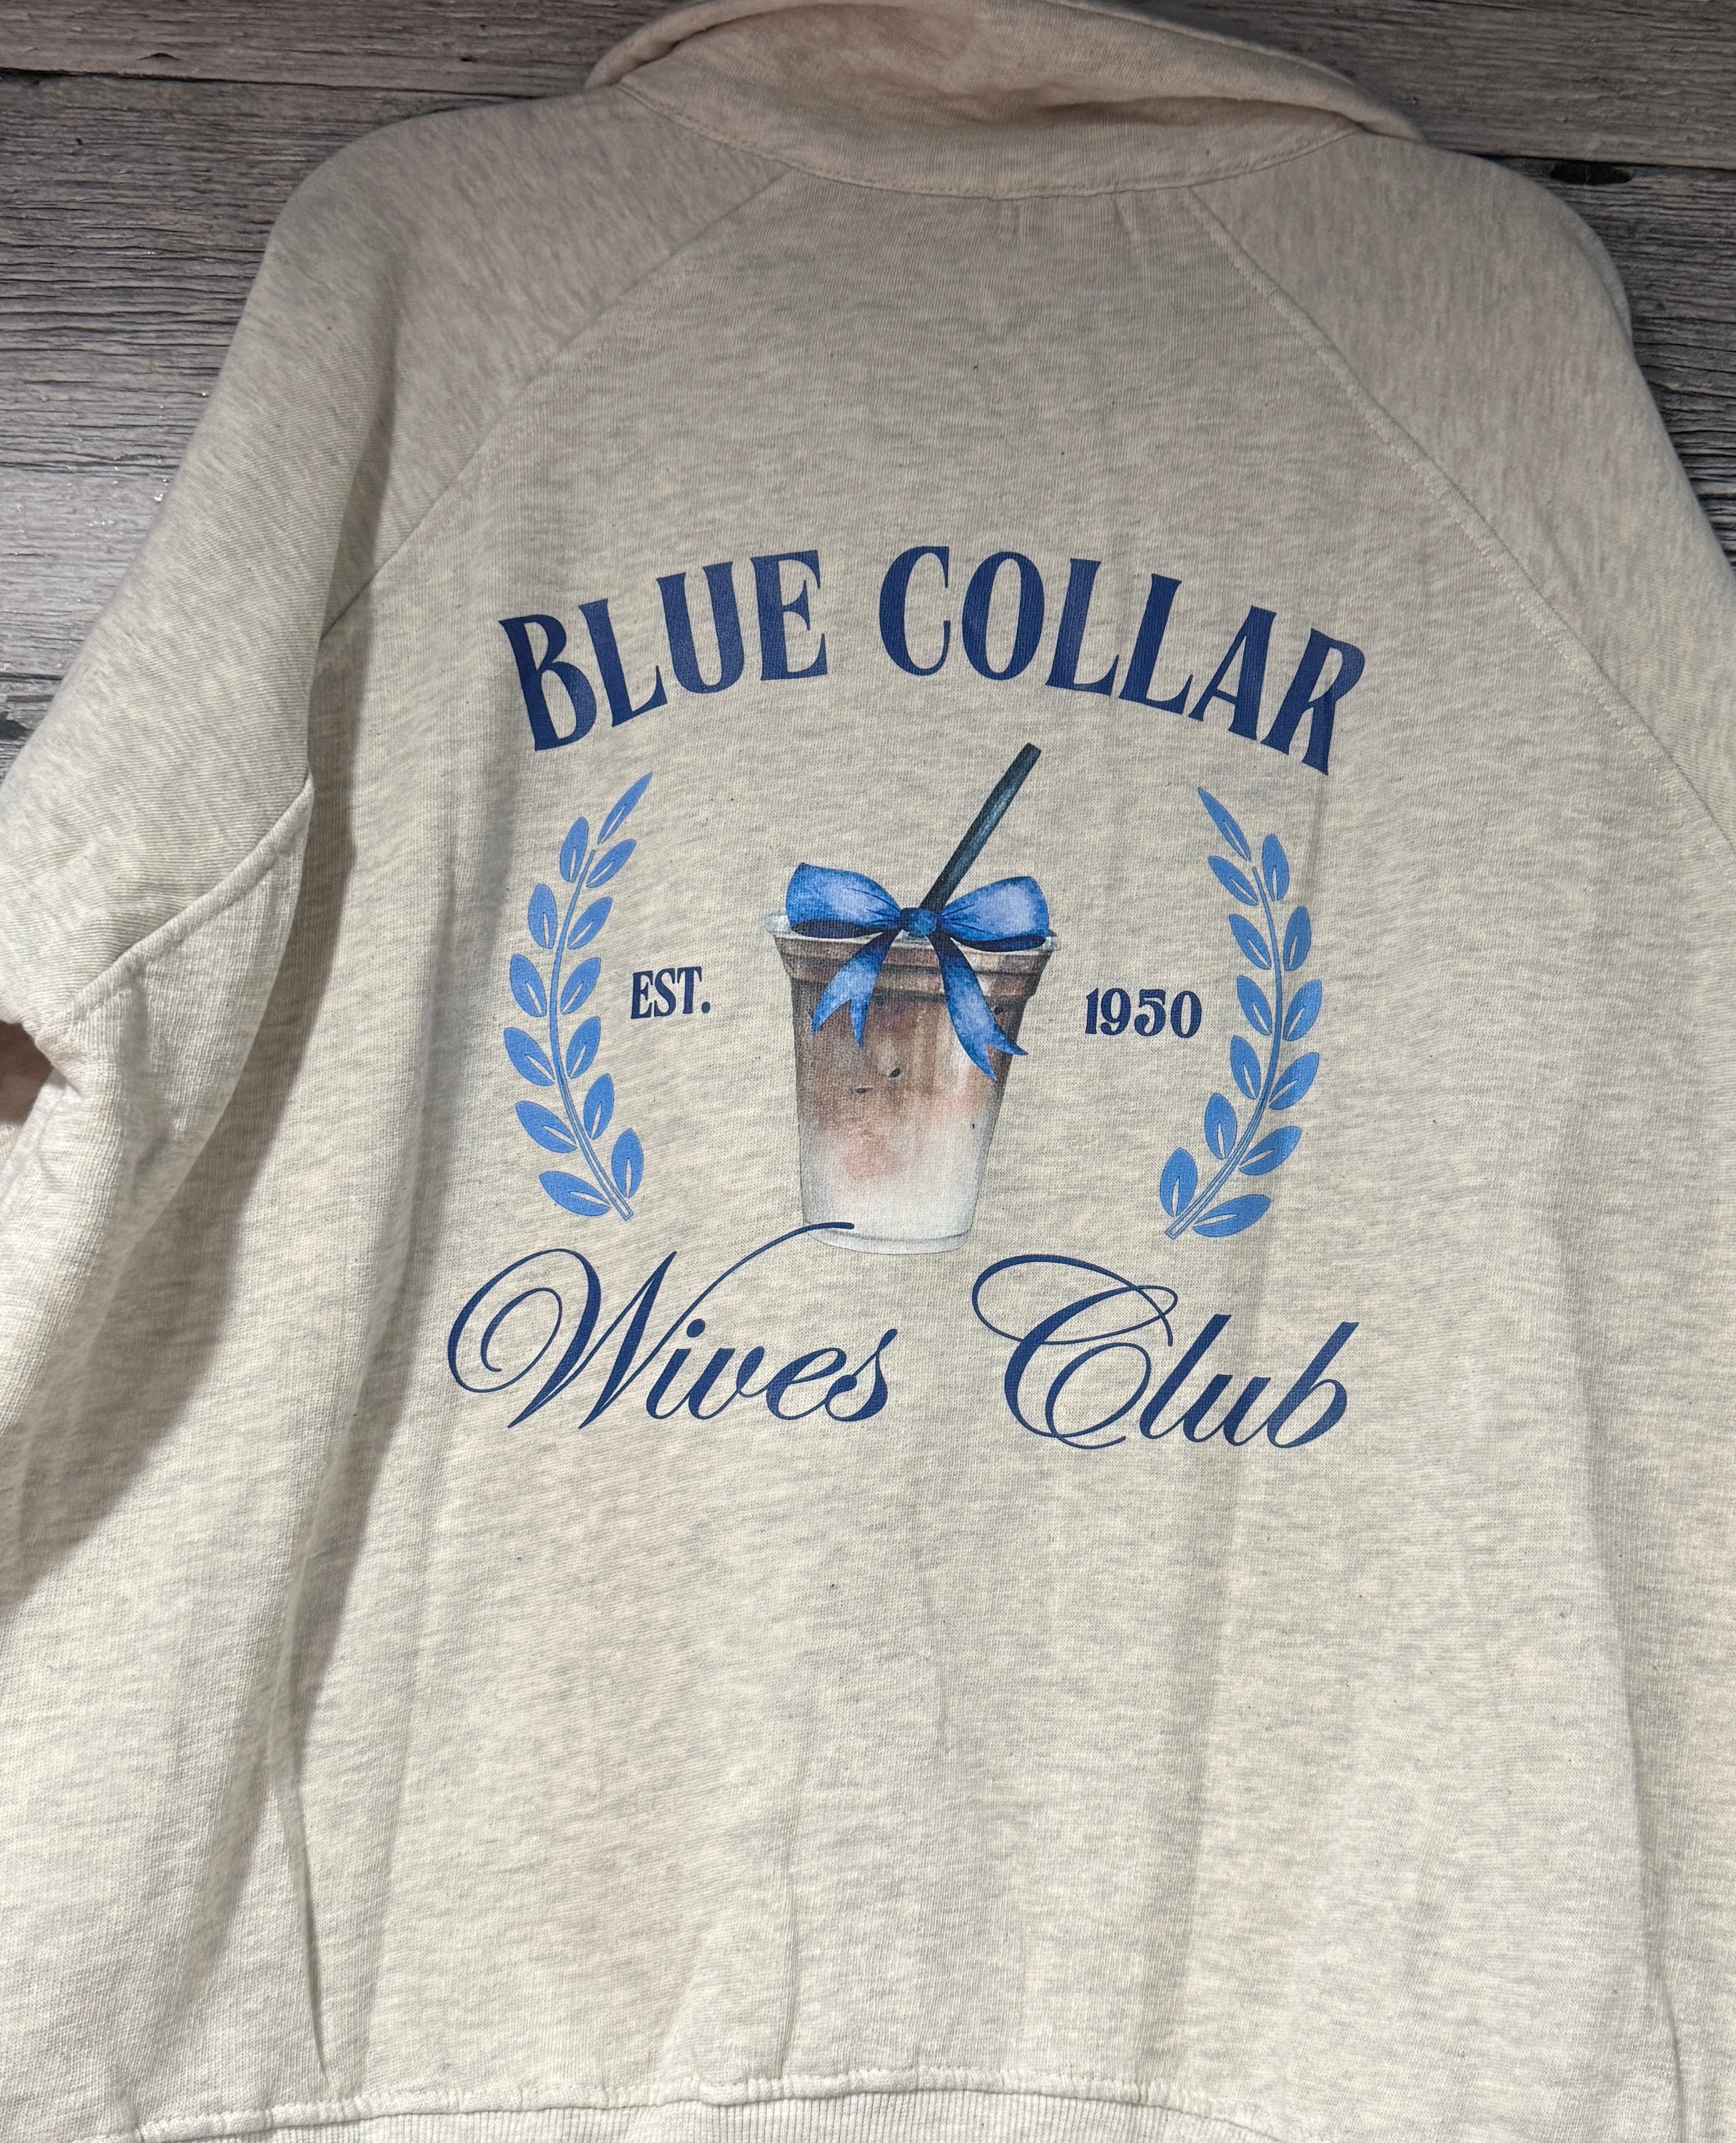 BLUE COLLAR
EST. 1950
Wives Club